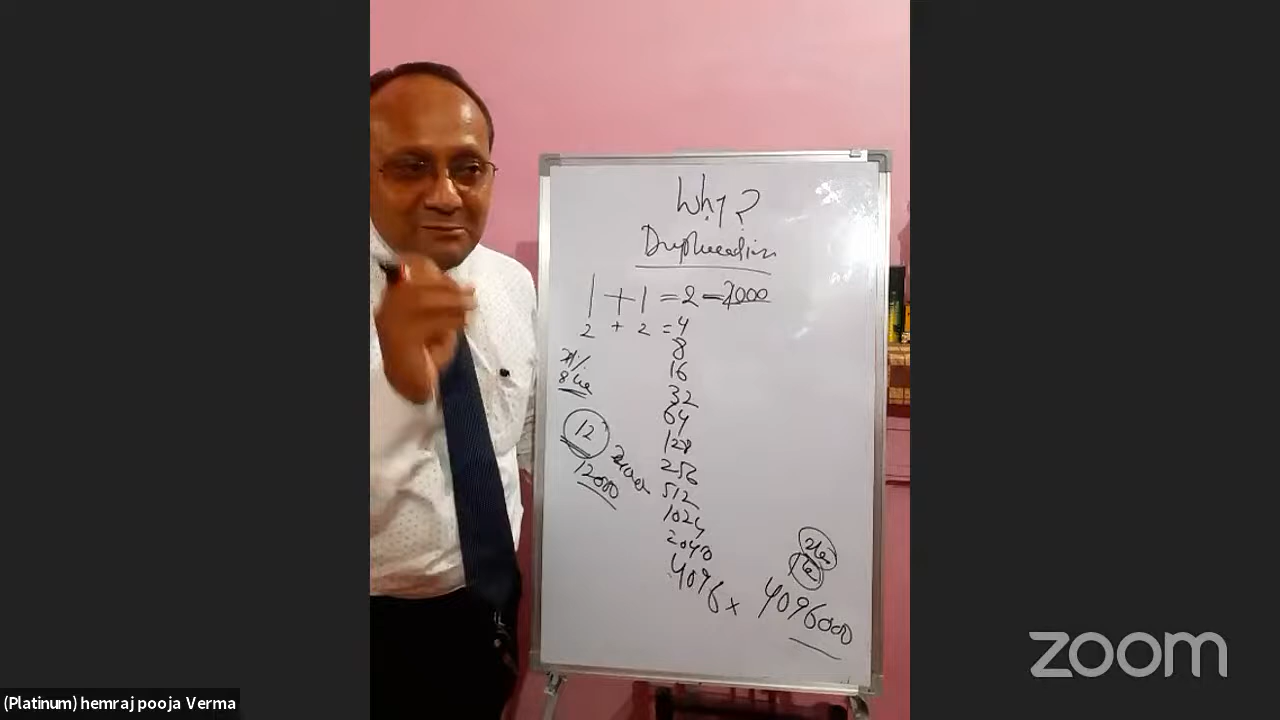 Why?
Duplication
1 + 1 = 2 = 2000
2 + 2 = 4
8
16
32
64
128
256
512
1024
2048
4096 x 4096000
12
12000
zoom
(Platinum) hemraj pooja Verma